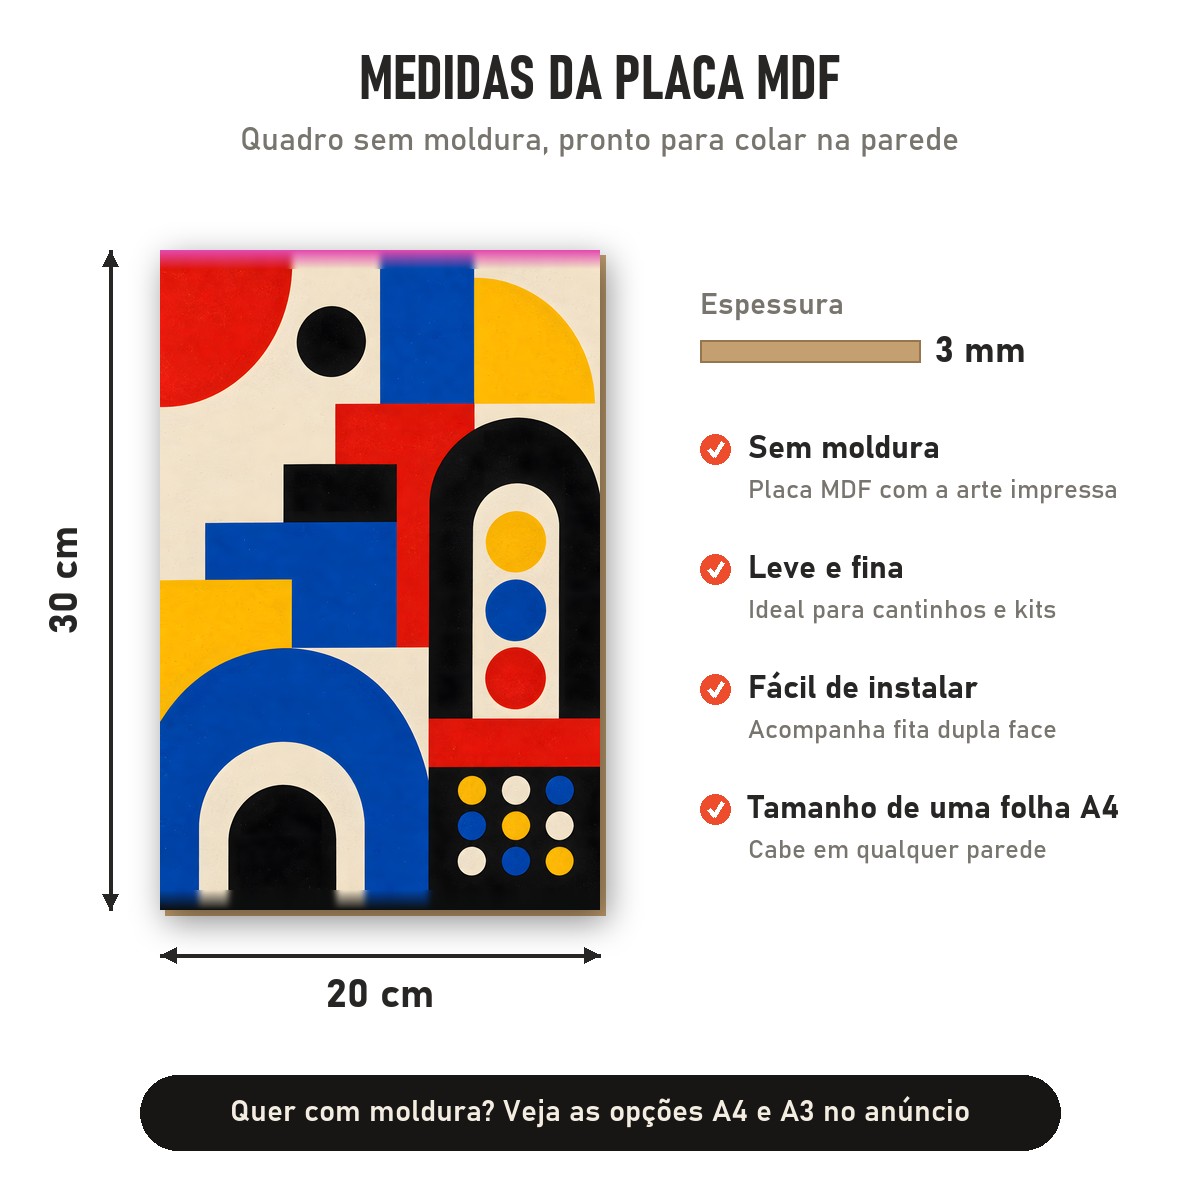 MEDIDAS DA PLACA MDF
Quadro sem moldura, pronto para colar na parede
30 cm
20 cm
Espessura
3 mm
Sem moldura
Placa MDF com a arte impressa
Leve e fina
Ideal para cantinhos e kits
Fácil de instalar
Acompanha fita dupla face
Tamanho de uma folha A4
Cabe em qualquer parede
Quer com moldura? Veja as opções A4 e A3 no anúncio